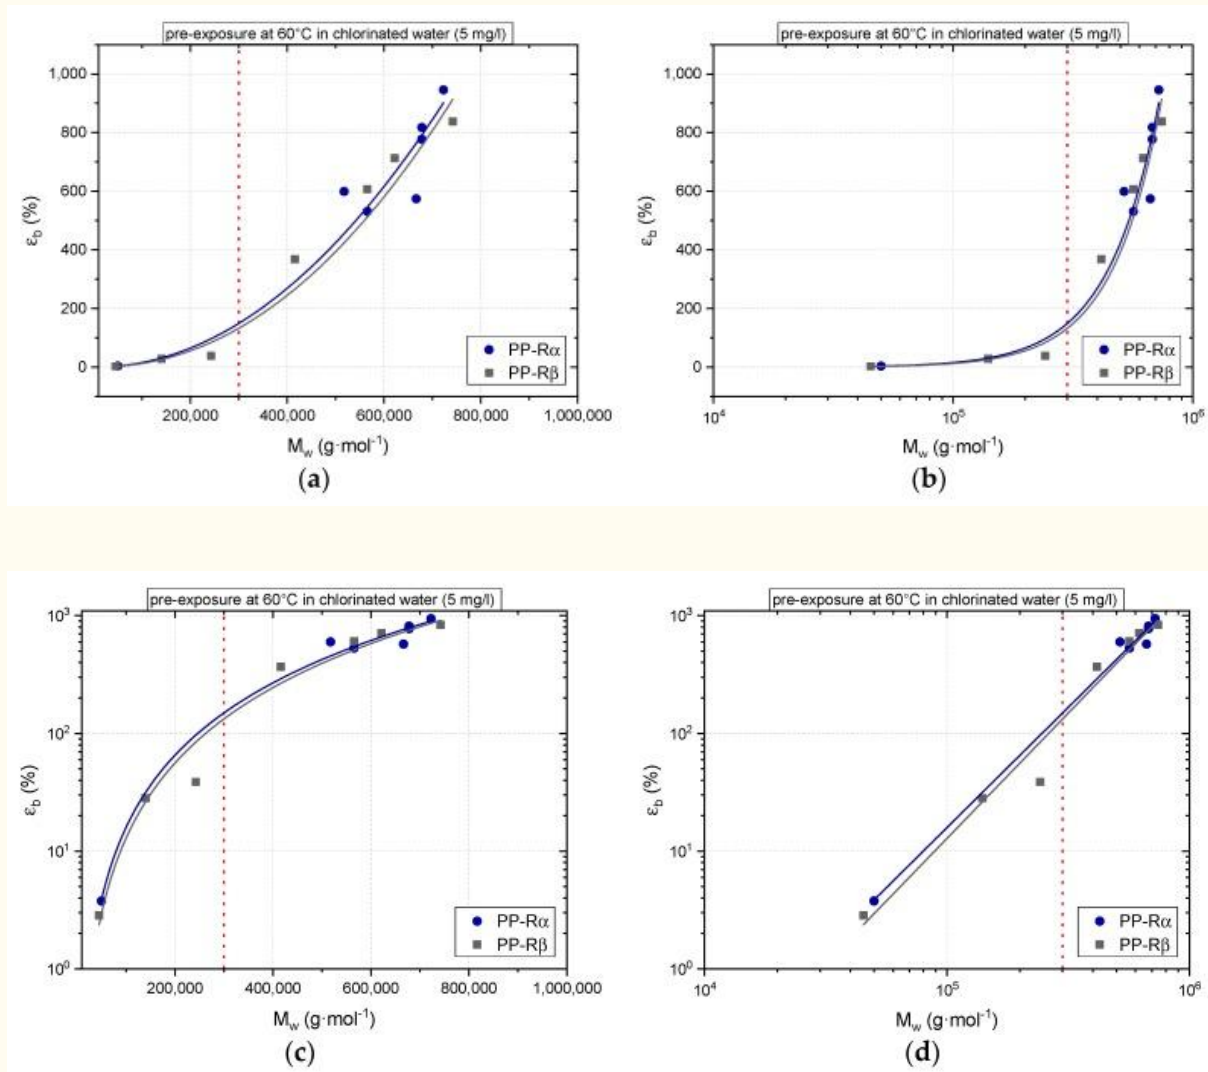 pre-exposure at 60°C in chlorinated water (5 mg/l)
1,000
800
600
400
200
0
εb (%)
PP-Rα
PP-Rβ
200,000 400,000 600,000 800,000 1,000,000
Mw (g·mol-1)
(a)
pre-exposure at 60°C in chlorinated water (5 mg/l)
1,000
800
600
400
200
0
εb (%)
PP-Rα
PP-Rβ
10^4 10^5 10^6
Mw (g·mol-1)
(b)
pre-exposure at 60°C in chlorinated water (5 mg/l)
10^3
10^2
10^1
10^0
εb (%)
PP-Rα
PP-Rβ
200,000 400,000 600,000 800,000 1,000,000
Mw (g·mol-1)
(c)
pre-exposure at 60°C in chlorinated water (5 mg/l)
10^3
10^2
10^1
10^0
εb (%)
PP-Rα
PP-Rβ
10^4 10^5 10^6
Mw (g·mol-1)
(d)